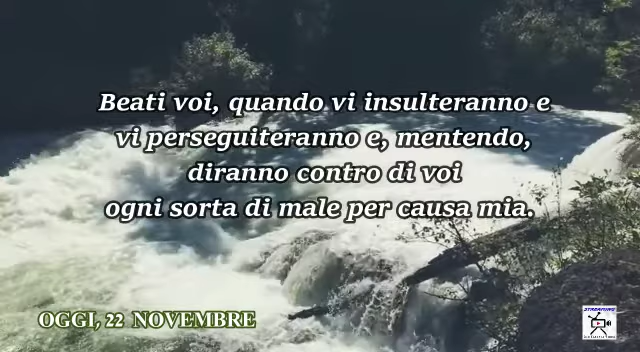 Beati voi, quando vi insulteranno e
vi perseguiteranno e, mentendo,
diranno contro di voi
ogni sorta di male per causa mia.
OGGI, 22 NOVEMBRE
STREAMING